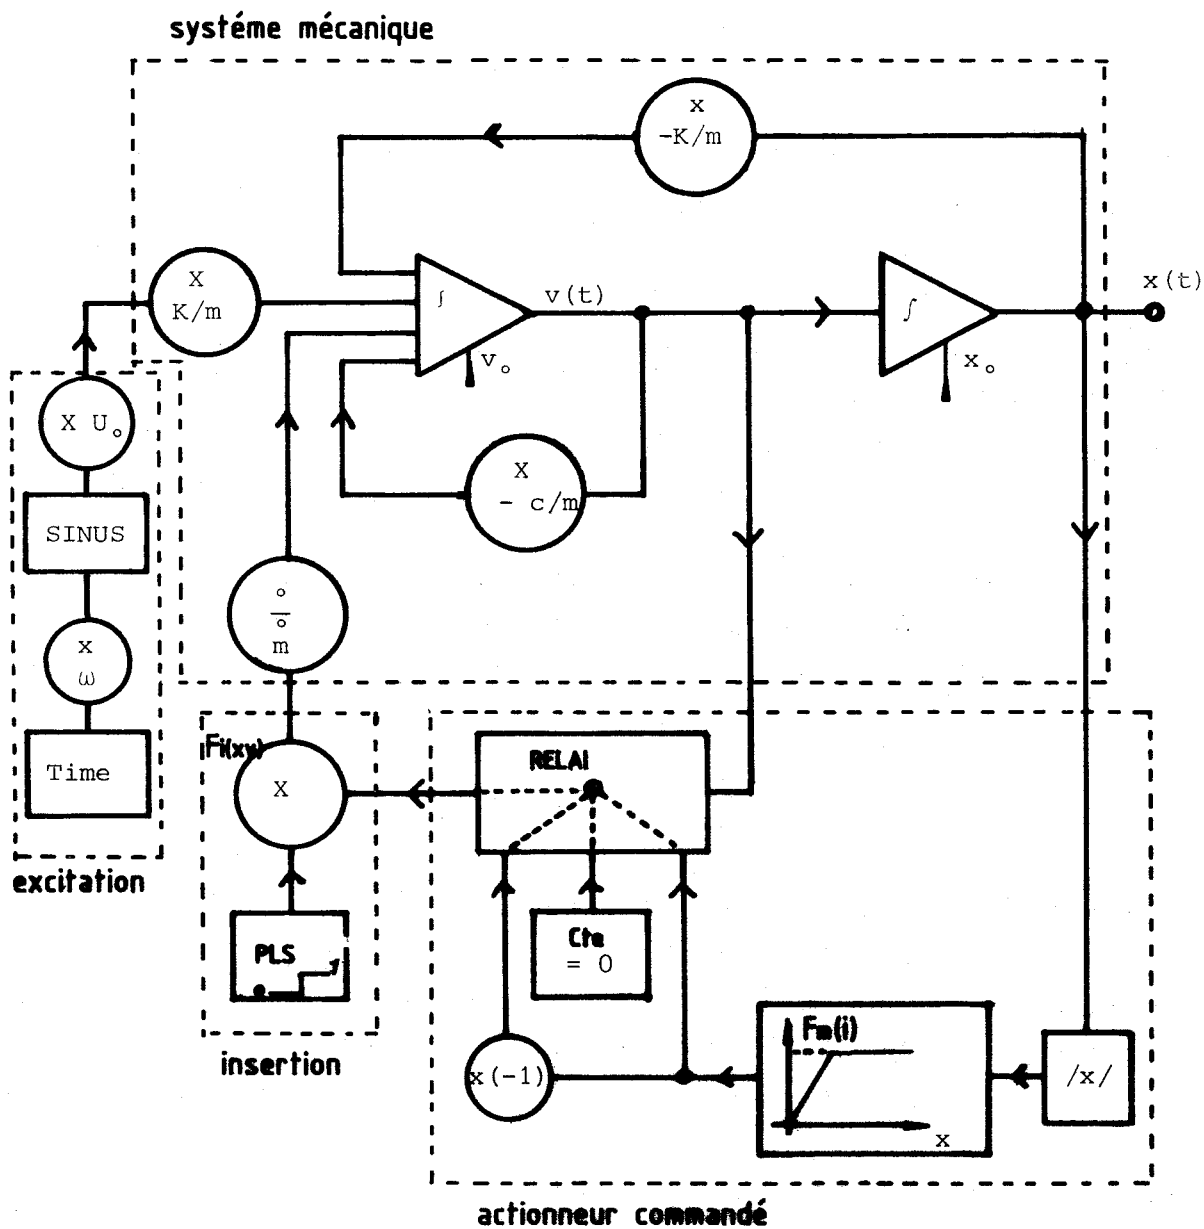 systéme mécanique
x
-K/m
X
K/m
∫
v(t)
v₀
∫
x₀
x(t)
X U₀
X
- c/m
SINUS
x
ω
Time
÷
m
Fi(xv)
X
RELAI
excitation
PLS
1
Cte
= 0
insertion
x(-1)
Fm(i)
x
/x/
actionneur commandé